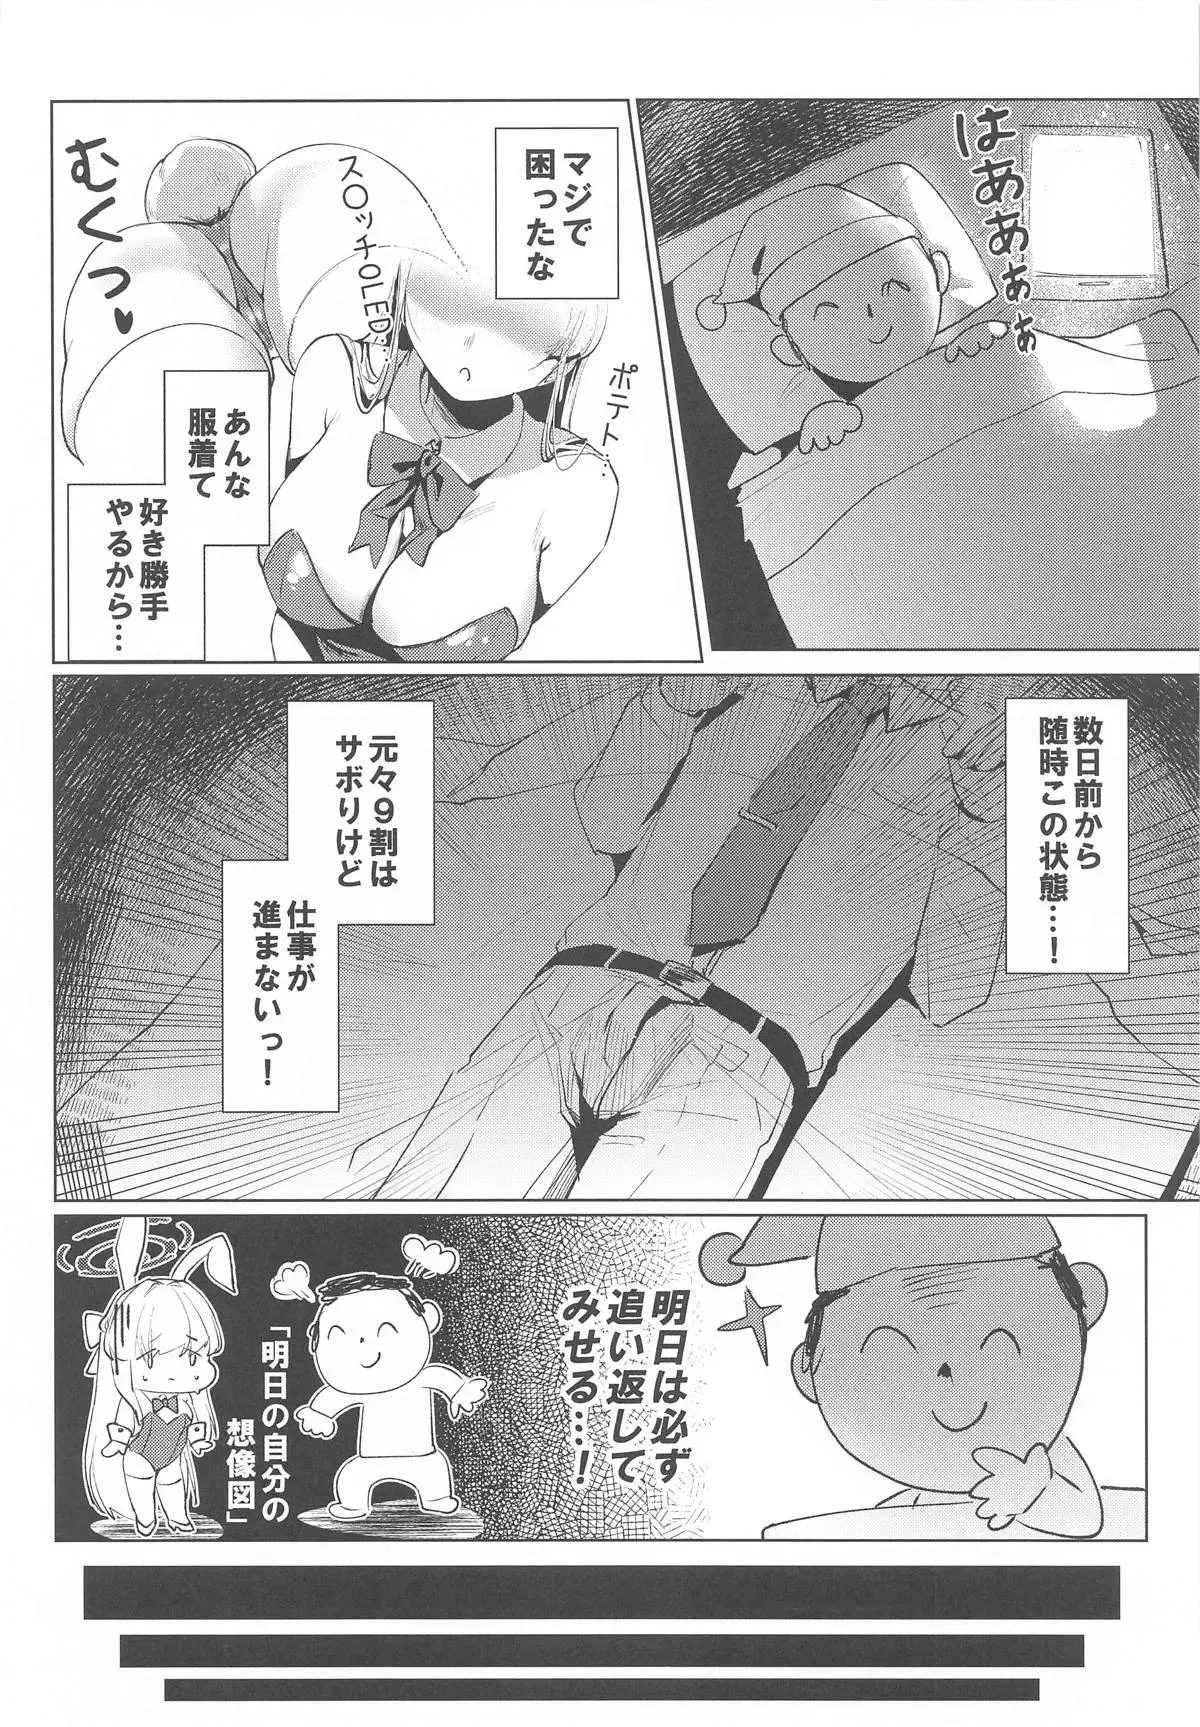 はああぁぁぁ
マジで
困ったな
ス〇ッチ〇LED…
ポテト…
むくっ♥
あんな
服着て
好き勝手
やるから…
数日前から
随時この状態…！
元々９割は
サボりけど
仕事が
進まないっ！
明日は必ず
追い返して
みせる…！
「明日の自分の
想像図」